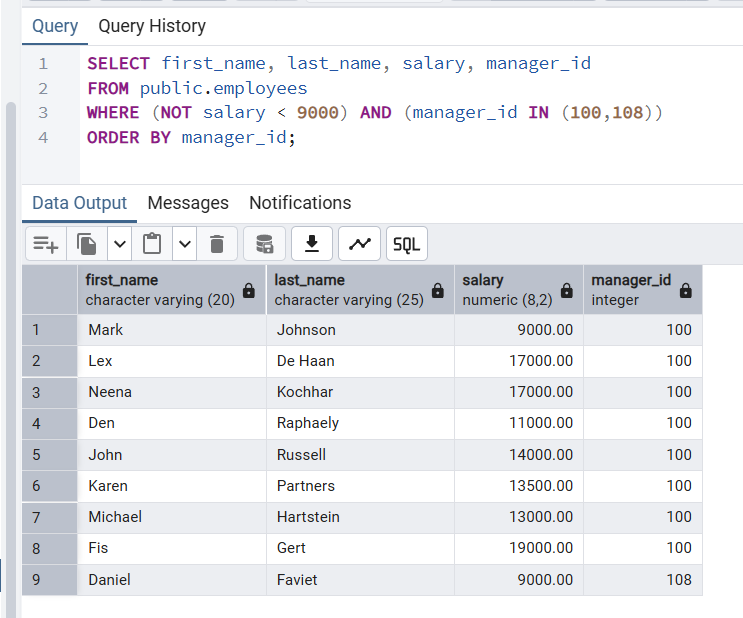 Query Query History
1 SELECT first_name, last_name, salary, manager_id
2 FROM public.employees
3 WHERE (NOT salary < 9000) AND (manager_id IN (100,108))
4 ORDER BY manager_id;
Data Output Messages Notifications
SQL
first_name last_name salary manager_id
character varying (20) character varying (25) numeric (8,2) integer
1 Mark Johnson 9000.00 100
2 Lex De Haan 17000.00 100
3 Neena Kochhar 17000.00 100
4 Den Raphaely 11000.00 100
5 John Russell 14000.00 100
6 Karen Partners 13500.00 100
7 Michael Hartstein 13000.00 100
8 Fis Gert 19000.00 100
9 Daniel Faviet 9000.00 108